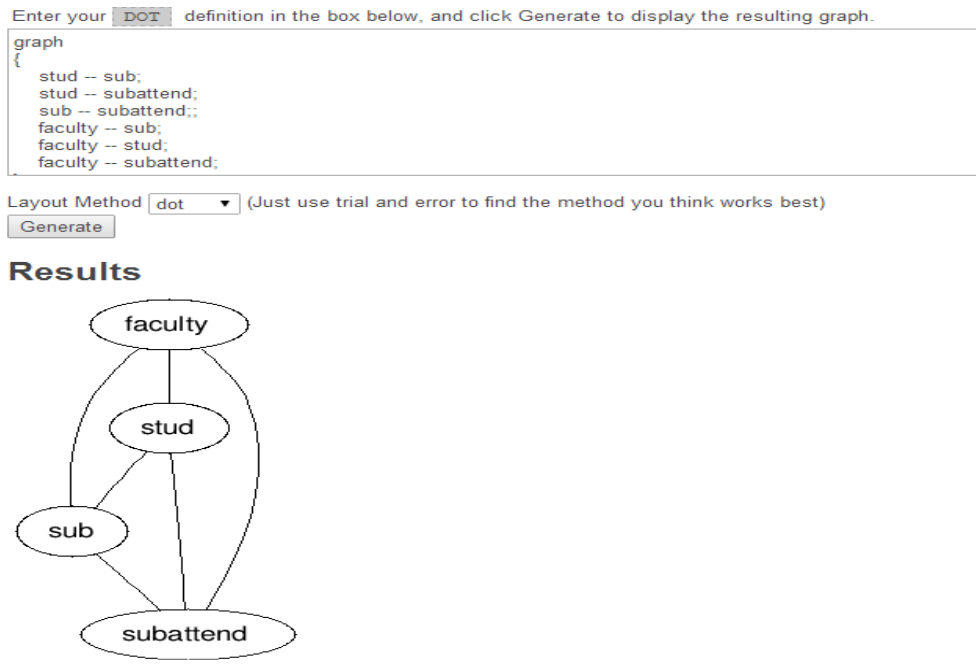 Enter your DOT definition in the box below, and click Generate to display the resulting graph.
graph
{
stud -- sub;
stud -- subattend;
sub -- subattend;;
faculty -- sub;
faculty -- stud;
faculty -- subattend;
Layout Method dot (Just use trial and error to find the method you think works best)
Generate
Results
faculty
stud
sub
subattend